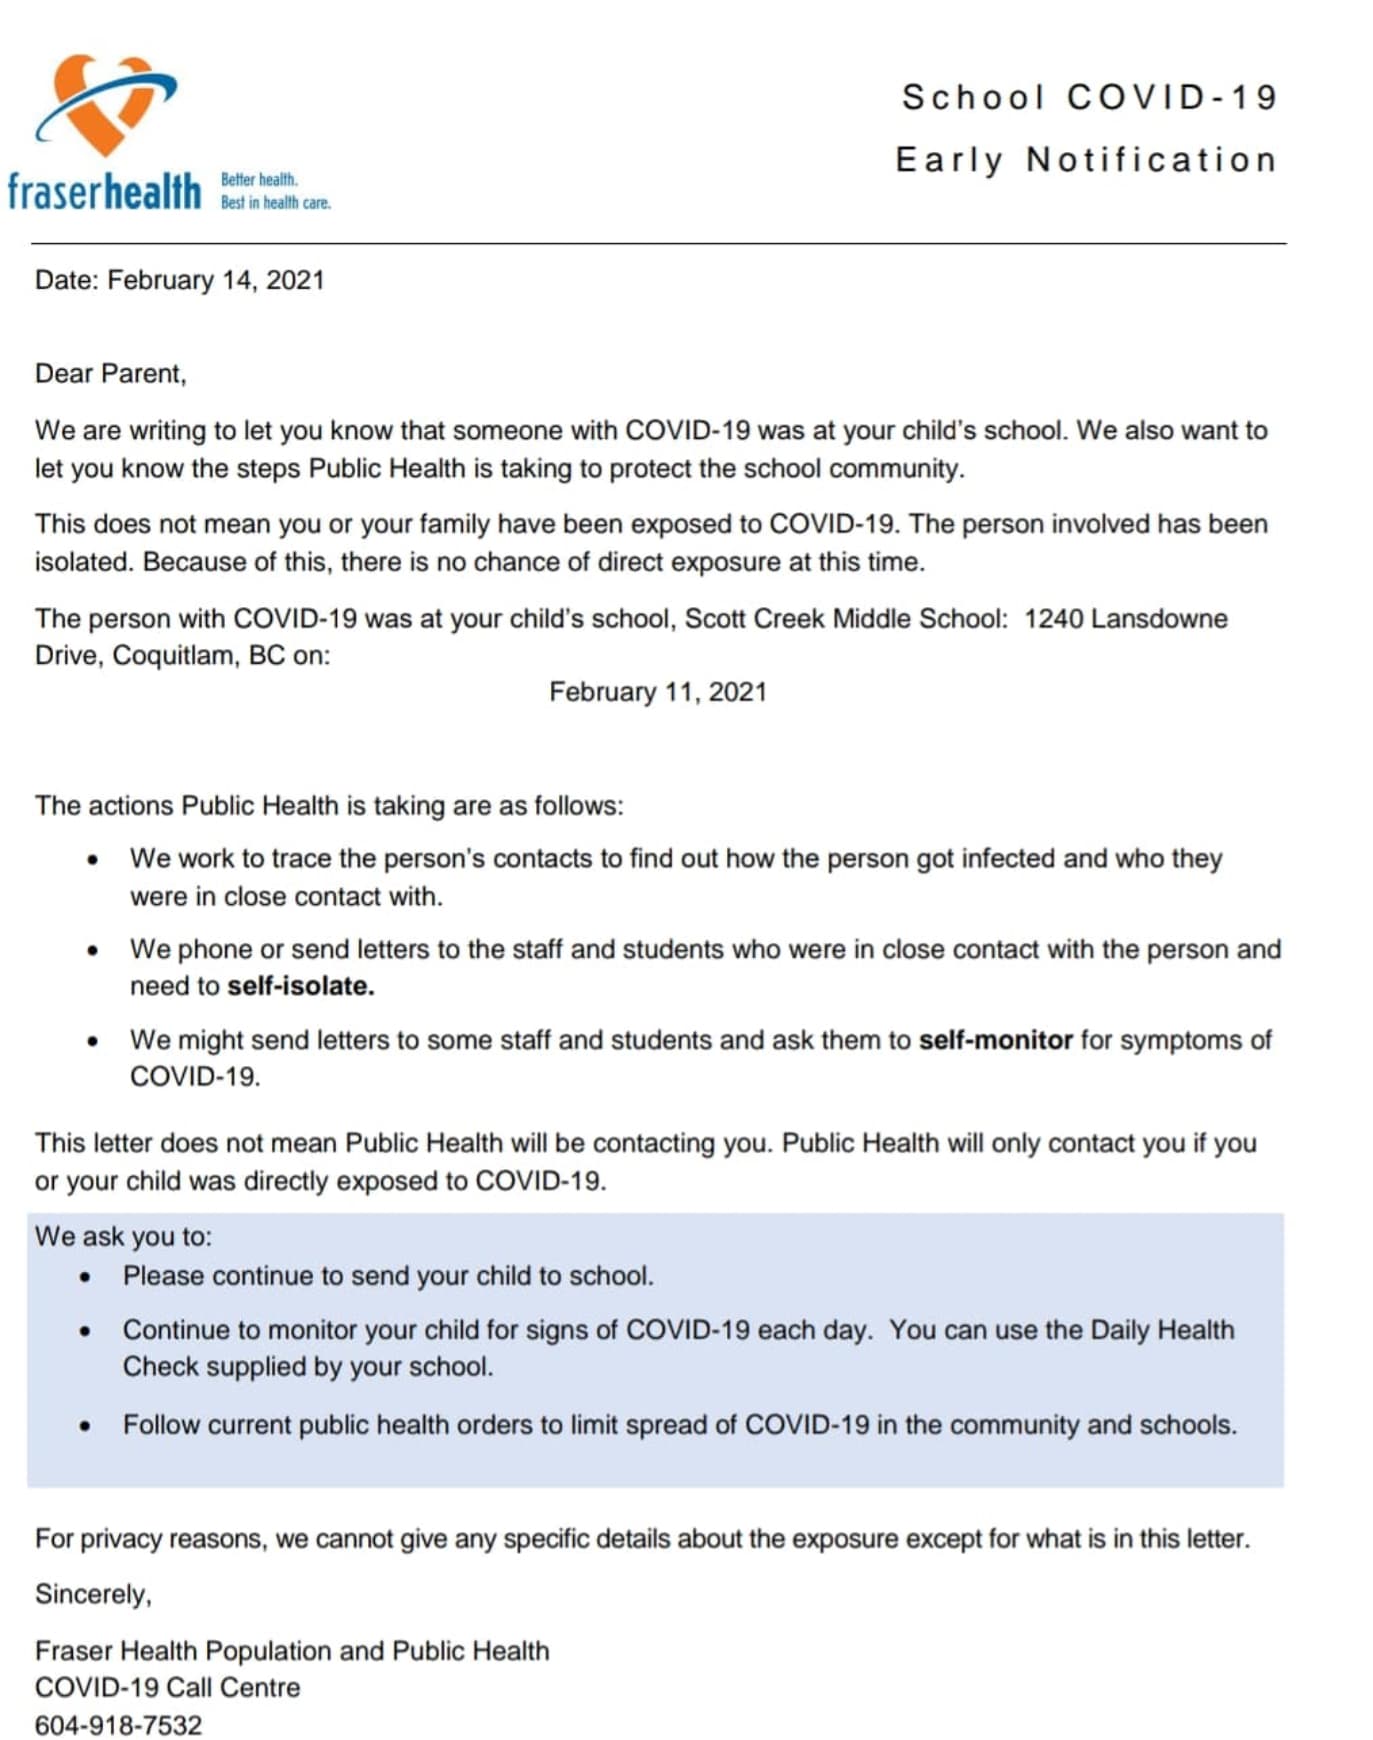 School COVID-19
Early Notification
fraserhealth
Better health.
Best in health care.
Date: February 14, 2021
Dear Parent,
We are writing to let you know that someone with COVID-19 was at your child's school. We also want to
let you know the steps Public Health is taking to protect the school community.
This does not mean you or your family have been exposed to COVID-19. The person involved has been
isolated. Because of this, there is no chance of direct exposure at this time.
The person with COVID-19 was at your child's school, Scott Creek Middle School:  1240 Lansdowne
Drive, Coquitlam, BC on:
February 11, 2021
The actions Public Health is taking are as follows:
• We work to trace the person's contacts to find out how the person got infected and who they
were in close contact with.
• We phone or send letters to the staff and students who were in close contact with the person and
need to self-isolate.
• We might send letters to some staff and students and ask them to self-monitor for symptoms of
COVID-19.
This letter does not mean Public Health will be contacting you. Public Health will only contact you if you
or your child was directly exposed to COVID-19.
We ask you to:
• Please continue to send your child to school.
• Continue to monitor your child for signs of COVID-19 each day.  You can use the Daily Health
Check supplied by your school.
• Follow current public health orders to limit spread of COVID-19 in the community and schools.
For privacy reasons, we cannot give any specific details about the exposure except for what is in this letter.
Sincerely,
Fraser Health Population and Public Health
COVID-19 Call Centre
604-918-7532